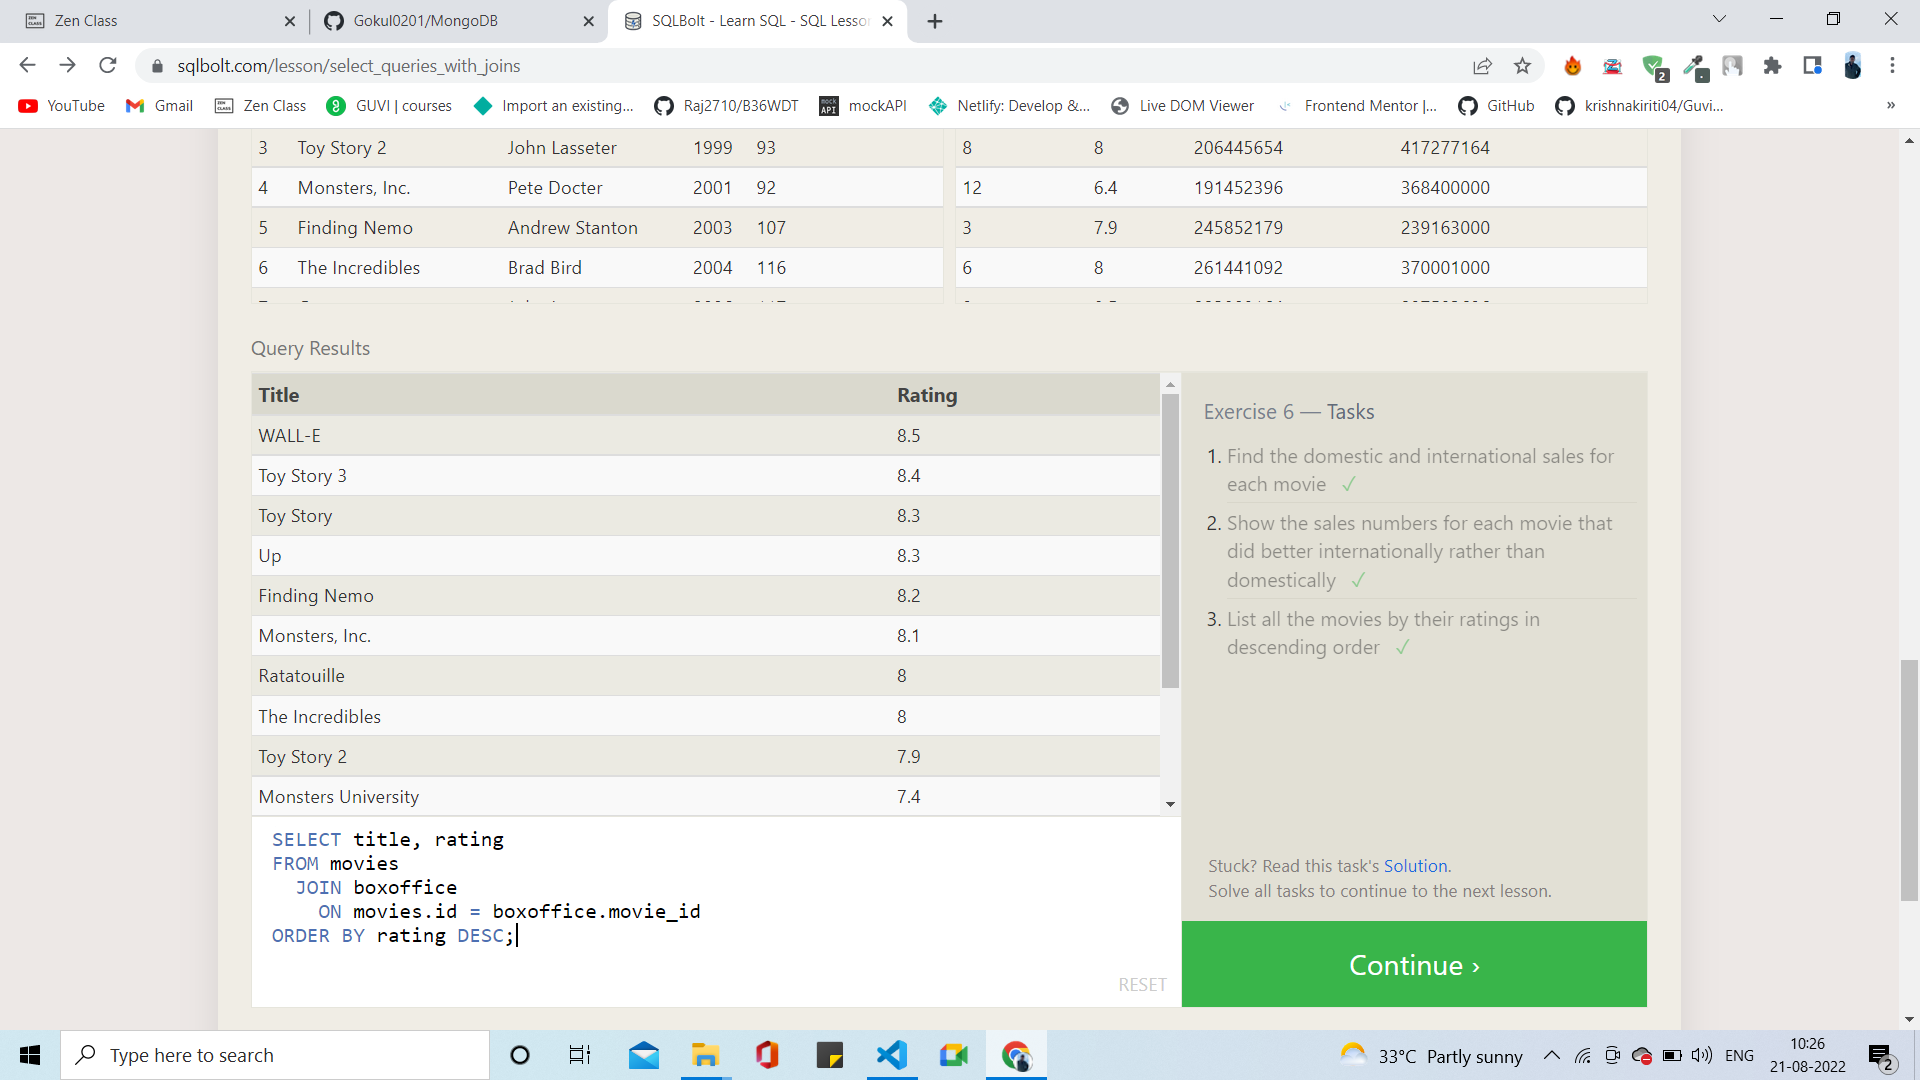 Zen Class
Gokul0201/MongoDB
SQLBolt - Learn SQL - SQL Lesso
sqlbolt.com/lesson/select_queries_with_joins
2
YouTube
Gmail
Zen Class
GUVI | courses
Import an existing...
Raj2710/B36WDT
mock API
mockAPI
Netlify: Develop &...
Live DOM Viewer
Frontend Mentor |...
GitHub
krishnakiriti04/Guvi...
»
3 Toy Story 2 John Lasseter 1999 93
8 8 206445654 417277164
4 Monsters, Inc. Pete Docter 2001 92
12 6.4 191452396 368400000
5 Finding Nemo Andrew Stanton 2003 107
3 7.9 245852179 239163000
6 The Incredibles Brad Bird 2004 116
6 8 261441092 370001000
Query Results
Title Rating
WALL-E 8.5
Toy Story 3 8.4
Toy Story 8.3
Up 8.3
Finding Nemo 8.2
Monsters, Inc. 8.1
Ratatouille 8
The Incredibles 8
Toy Story 2 7.9
Monsters University 7.4
SELECT title, rating
FROM movies
JOIN boxoffice
ON movies.id = boxoffice.movie_id
ORDER BY rating DESC;
RESET
Exercise 6 — Tasks
1. Find the domestic and international sales for
each movie ✓
2. Show the sales numbers for each movie that
did better internationally rather than
domestically ✓
3. List all the movies by their ratings in
descending order ✓
Stuck? Read this task's Solution.
Solve all tasks to continue to the next lesson.
Continue ›
Type here to search
33°C Partly sunny
ENG
10:26
21-08-2022
2